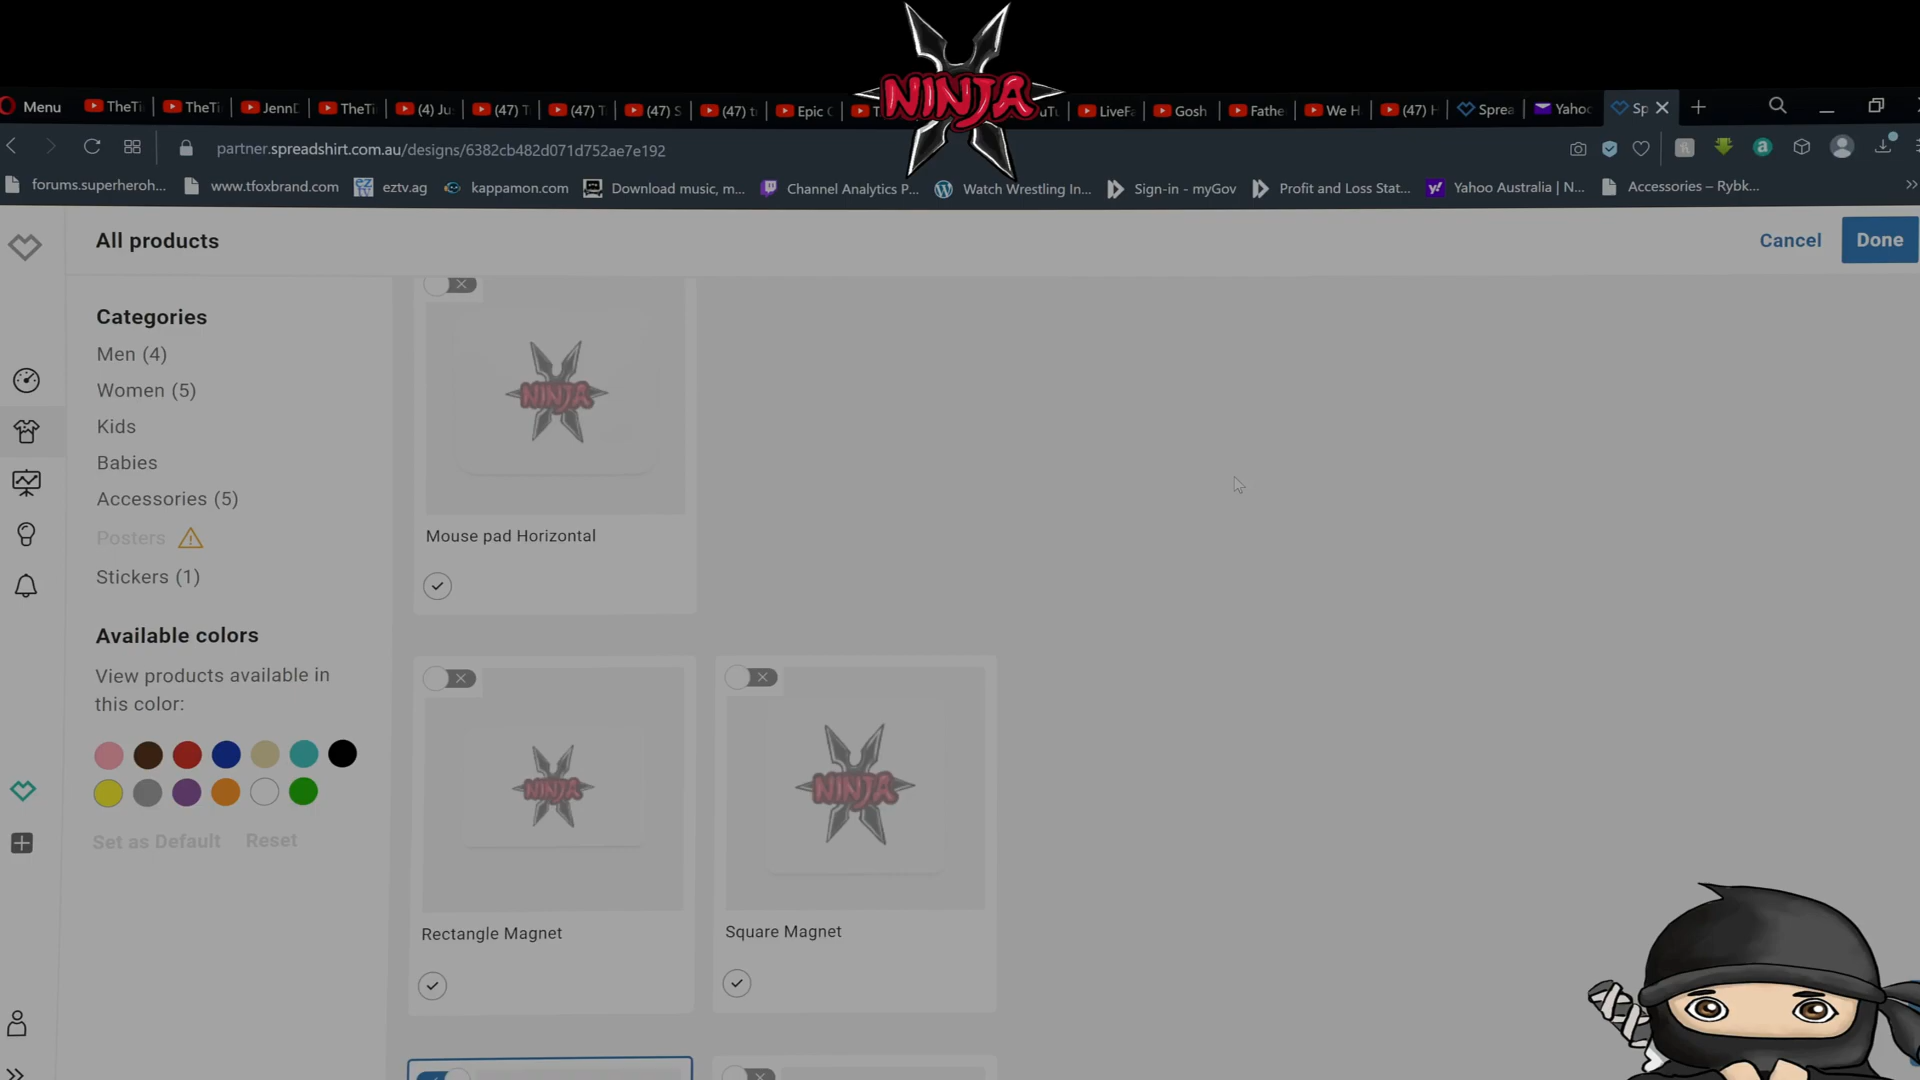 NINJA
Menu TheTi TheTi JennD TheTi (4) Ju (47) T (47) T (47) S (47) t Epic LiveFa Gosh Fathe We H (47) H Sprea Yahoo Sp
partner.spreadshirt.com.au/designs/6382cb482d071d752ae7e192
forums.superheroh... www.tfoxbrand.com eztv.ag kappamon.com Download music, m... Channel Analytics P... Watch Wrestling In... Sign-in - myGov Profit and Loss Stat... Yahoo Australia | N... Accessories – Rybk...
All products
Cancel
Done
Categories
Men (4)
Women (5)
Kids
Babies
Accessories (5)
Posters
Stickers (1)
Available colors
View products available in
this color:
Set as Default Reset
NINJA
Mouse pad Horizontal
NINJA
Rectangle Magnet
NINJA
Square Magnet